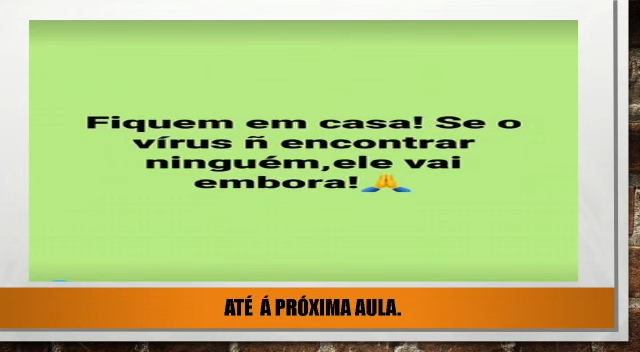 Fiquem em casa! Se o
vírus ñ encontrar
ninguém,ele vai
embora!🙏
ATÉ Á PRÓXIMA AULA.